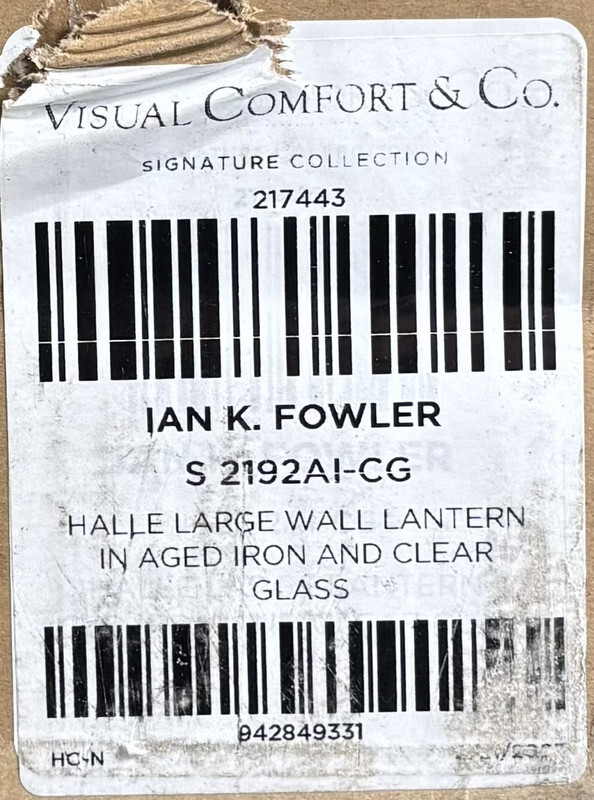 VISUAL COMFORT & CO.
SIGNATURE COLLECTION
217443
IAN K. FOWLER
S 2192AI-CG
HALLE LARGE WALL LANTERN
IN AGED IRON AND CLEAR
GLASS
942849331
HC-N